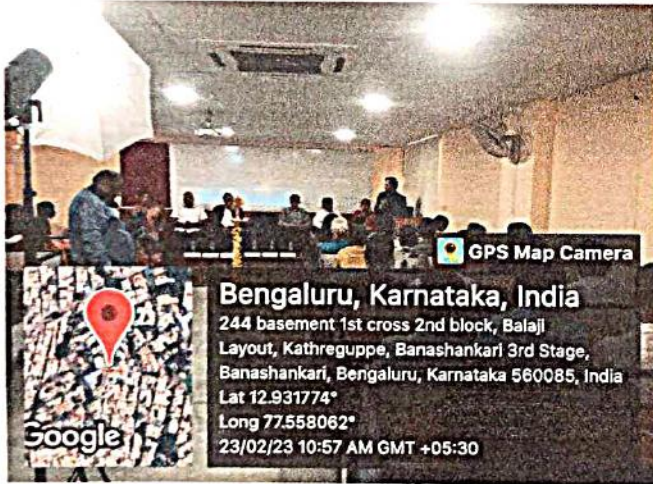 GPS Map Camera
Bengaluru, Karnataka, India
244 basement 1st cross 2nd block, Balaji
Layout, Kathreguppe, Banashankari 3rd Stage,
Banashankari, Bengaluru, Karnataka 560085, India
Lat 12.931774°
Long 77.558062°
23/02/23 10:57 AM GMT +05:30
Google